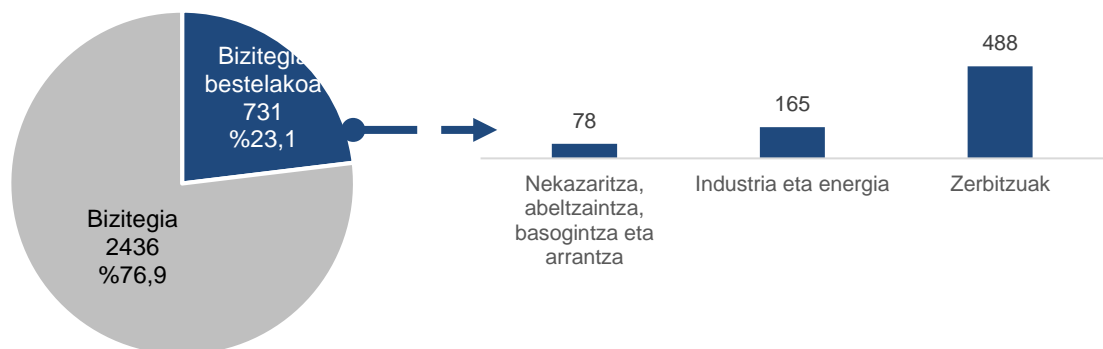 Bizitegia
bestelakoa
731
%23,1
Bizitegia
2436
%76,9
488
165
78
Nekazaritza,
abeltzaintza,
basogintza eta
arrantza
Industria eta energia
Zerbitzuak